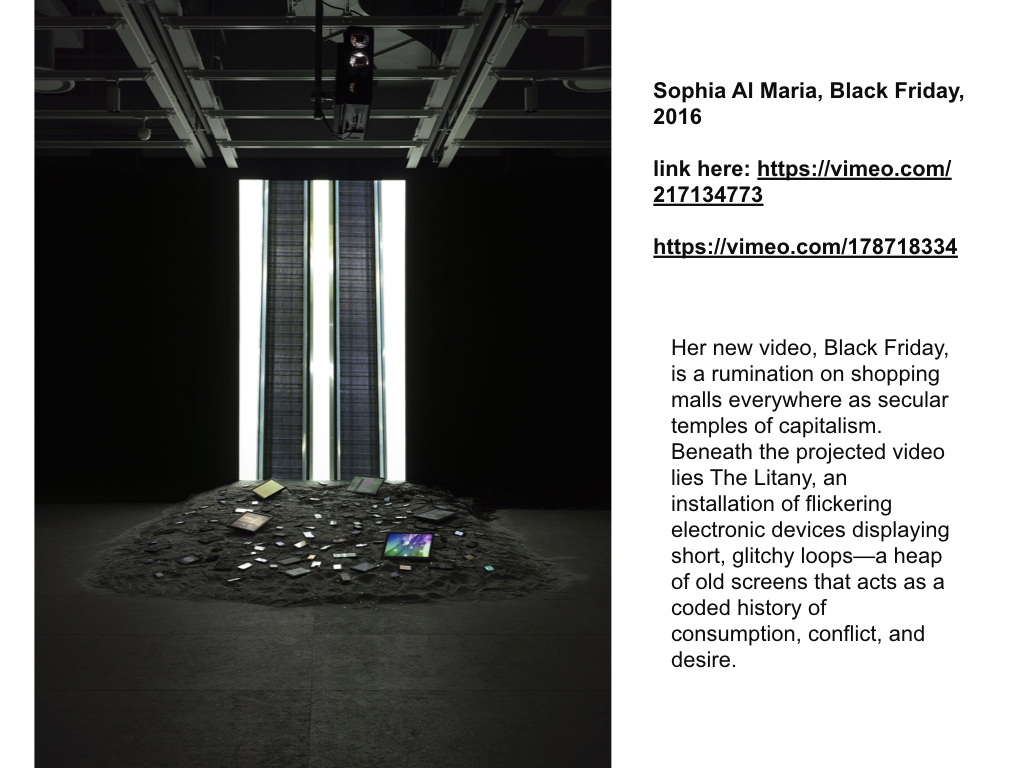 Sophia Al Maria, Black Friday,
2016
link here: https://vimeo.com/
217134773
https://vimeo.com/178718334
Her new video, Black Friday,
is a rumination on shopping
malls everywhere as secular
temples of capitalism.
Beneath the projected video
lies The Litany, an
installation of flickering
electronic devices displaying
short, glitchy loops—a heap
of old screens that acts as a
coded history of
consumption, conflict, and
desire.